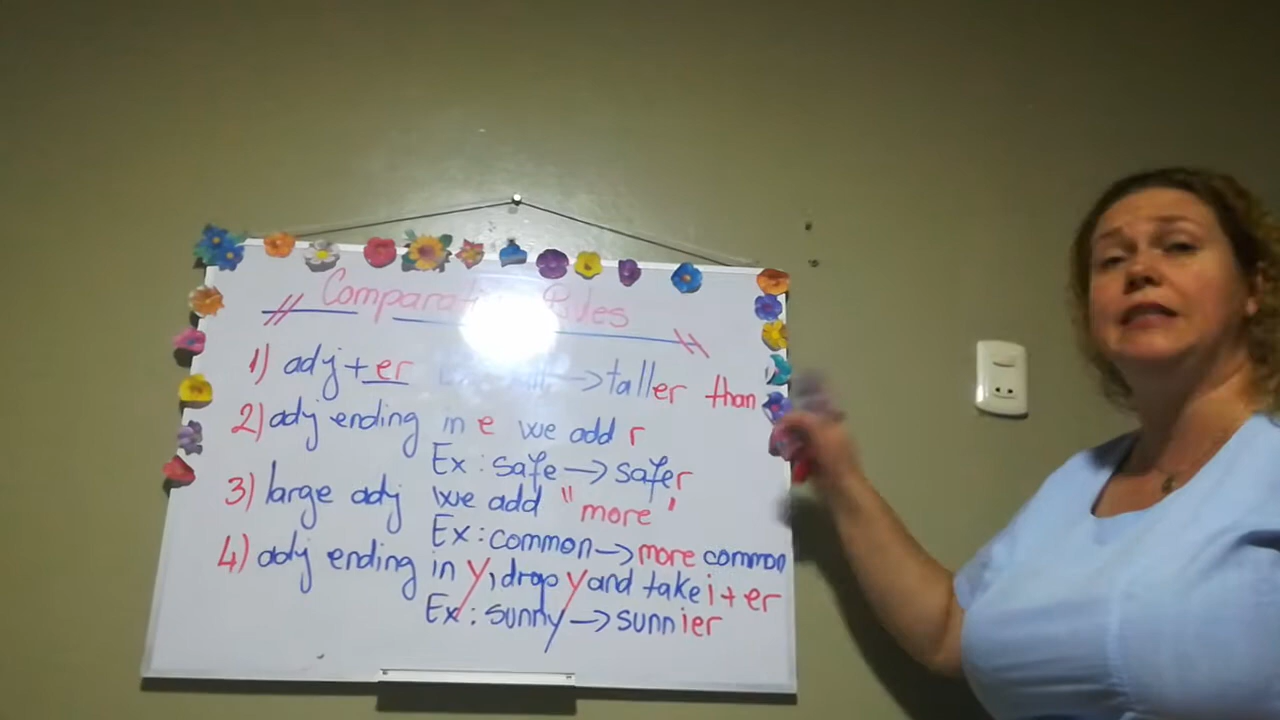 Comparative Rules
1) adj + er → taller than
2) adj ending in e we add r
Ex: safe → safer
3) large adj we add "more"
Ex: common → more common
4) adj ending in y, drop y and take i + er
Ex: sunny → sunnier